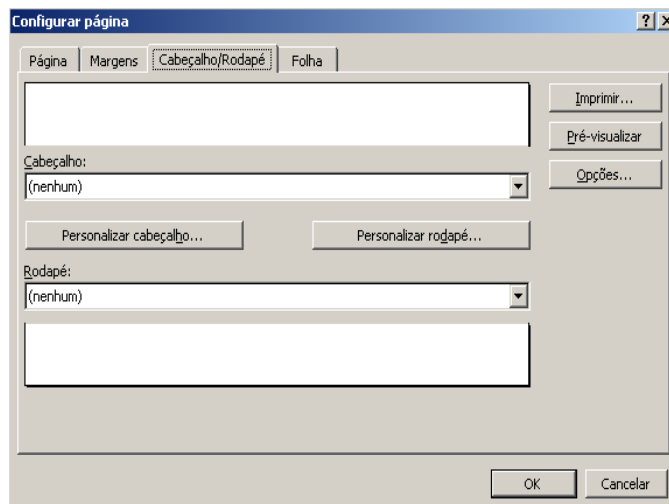 Configurar página
Página Margens Cabeçalho/Rodapé Folha
Imprimir...
Pré-visualizar
Cabeçalho:
(nenhum)
Opções...
Personalizar cabeçalho... Personalizar rodapé...
Rodapé:
(nenhum)
OK Cancelar